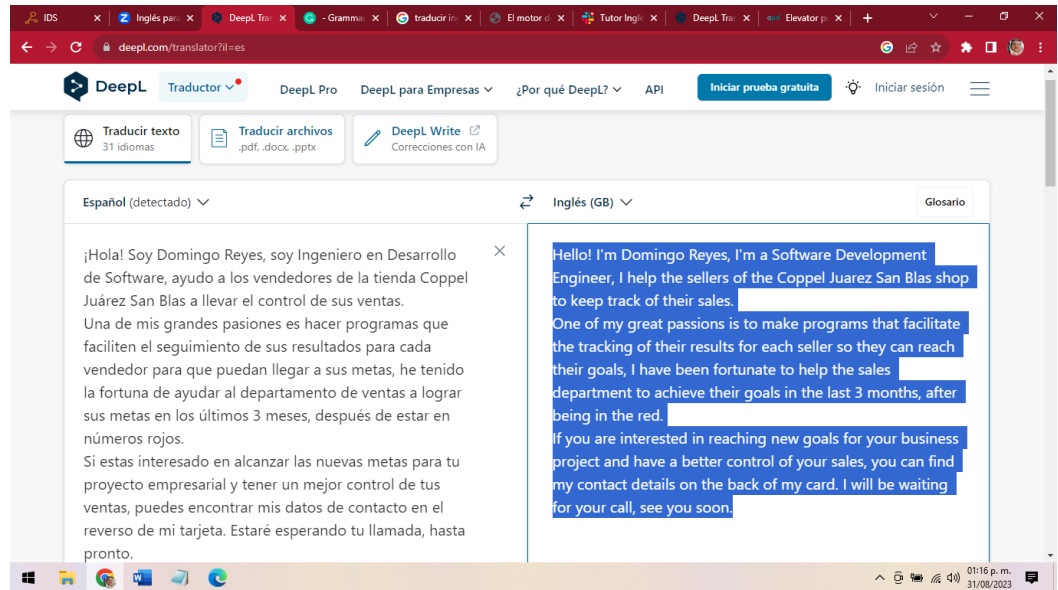 IDS
Inglés par
DeepL Tra
- Gramma
traducir in
El motor d
Tutor Ingl
DeepL Tra
Elevator p
deepl.com/translator?il=es
DeepL Traductor DeepL Pro DeepL para Empresas ¿Por qué DeepL? API Iniciar prueba gratuita Iniciar sesión
Traducir texto
31 idiomas
Traducir archivos
.pdf, .docx, .pptx
DeepL Write
Correcciones con IA
Español (detectado)
Inglés (GB)
Glosario
¡Hola! Soy Domingo Reyes, soy Ingeniero en Desarrollo
de Software, ayudo a los vendedores de la tienda Coppel
Juárez San Blas a llevar el control de sus ventas.
Una de mis grandes pasiones es hacer programas que
faciliten el seguimiento de sus resultados para cada
vendedor para que puedan llegar a sus metas, he tenido
la fortuna de ayudar al departamento de ventas a lograr
sus metas en los últimos 3 meses, después de estar en
números rojos.
Si estas interesado en alcanzar las nuevas metas para tu
proyecto empresarial y tener un mejor control de tus
ventas, puedes encontrar mis datos de contacto en el
reverso de mi tarjeta. Estaré esperando tu llamada, hasta
pronto.
Hello! I'm Domingo Reyes, I'm a Software Development
Engineer, I help the sellers of the Coppel Juarez San Blas shop
to keep track of their sales.
One of my great passions is to make programs that facilitate
the tracking of their results for each seller so they can reach
their goals, I have been fortunate to help the sales
department to achieve their goals in the last 3 months, after
being in the red.
If you are interested in reaching new goals for your business
project and have a better control of your sales, you can find
my contact details on the back of my card. I will be waiting
for your call, see you soon.
01:16 p. m.
31/08/2023